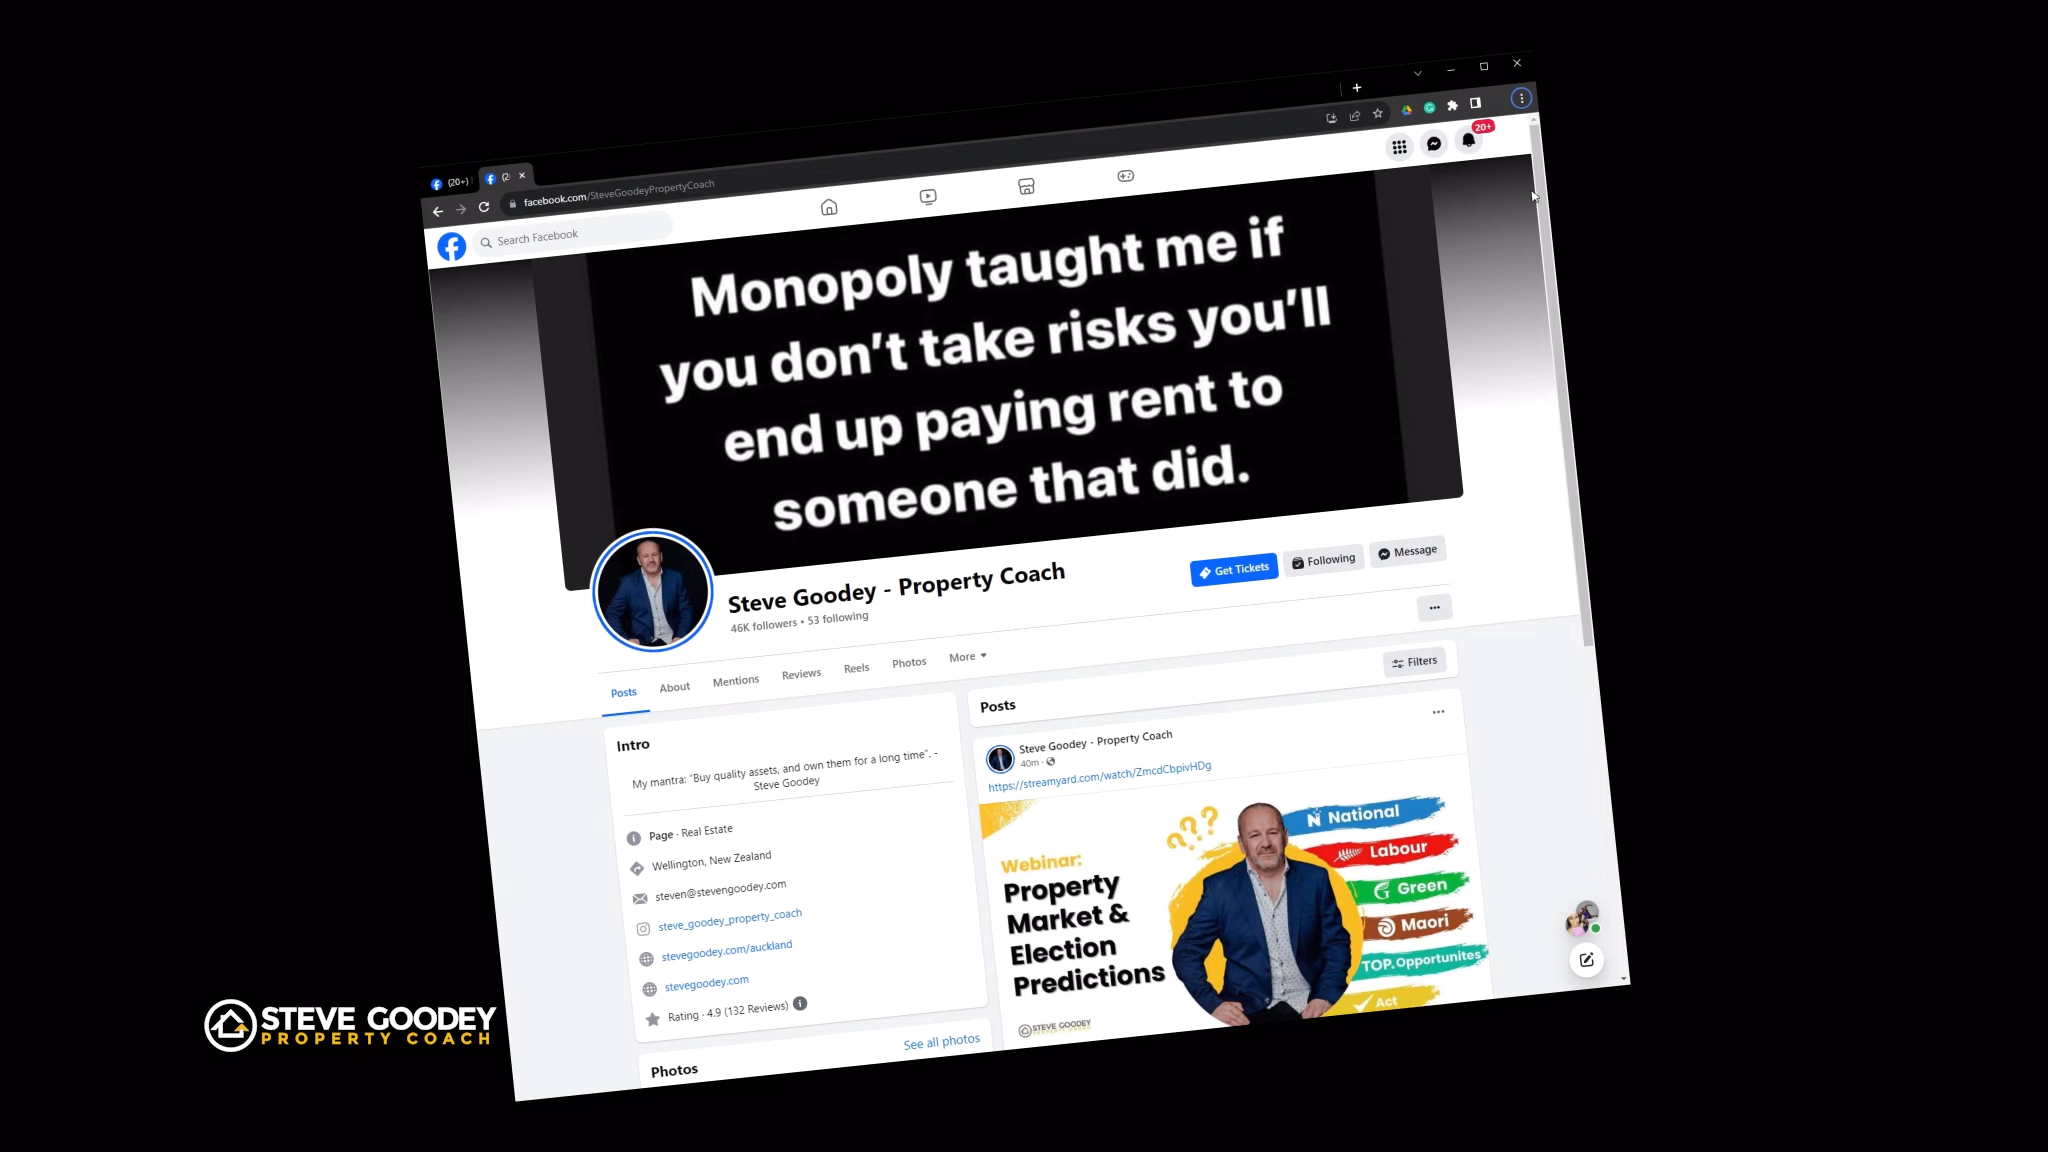 (20+)
(2
facebook.com/SteveGoodeyPropertyCoach
20+
Search Facebook
Monopoly taught me if
you don't take risks you'll
end up paying rent to
someone that did.
Steve Goodey - Property Coach
46K followers • 53 following
Get Tickets
Following
Message
Posts
About
Mentions
Reviews
Reels
Photos
More
Intro
My mantra: "Buy quality assets, and own them for a long time". -
Steve Goodey
Page · Real Estate
Wellington, New Zealand
steven@stevengoodey.com
steve_goodey_property_coach
stevegoodey.com/auckland
stevegoodey.com
Rating · 4.9 (132 Reviews)
Photos
See all photos
Posts
Filters
Steve Goodey - Property Coach
40m
https://streamyard.com/watch/ZmcdCbpivHDg
Webinar:
Property
Market &
Election
Predictions
???
National
Labour
Green
Maori
TOP. Opportunites
Act
STEVE GOODEY
STEVE GOODEY
PROPERTY COACH